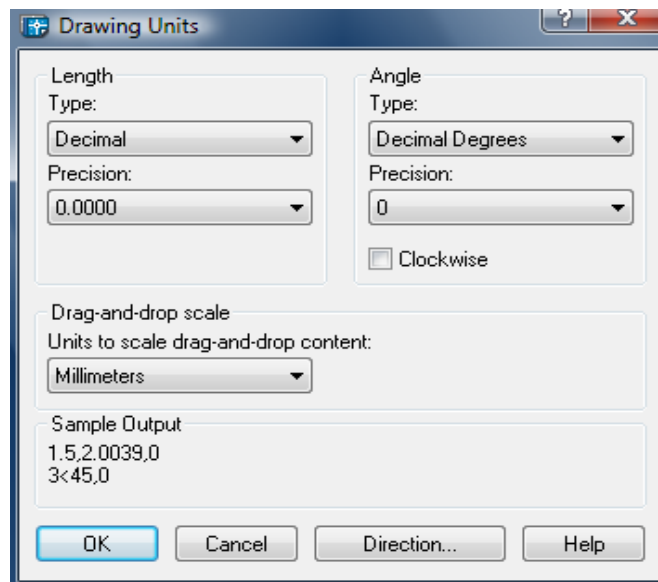 Drawing Units
Length
Type:
Decimal
Precision:
0.0000
Angle
Type:
Decimal Degrees
Precision:
0
Clockwise
Drag-and-drop scale
Units to scale drag-and-drop content:
Millimeters
Sample Output
1.5,2.0039,0
3<45,0
OK
Cancel
Direction...
Help